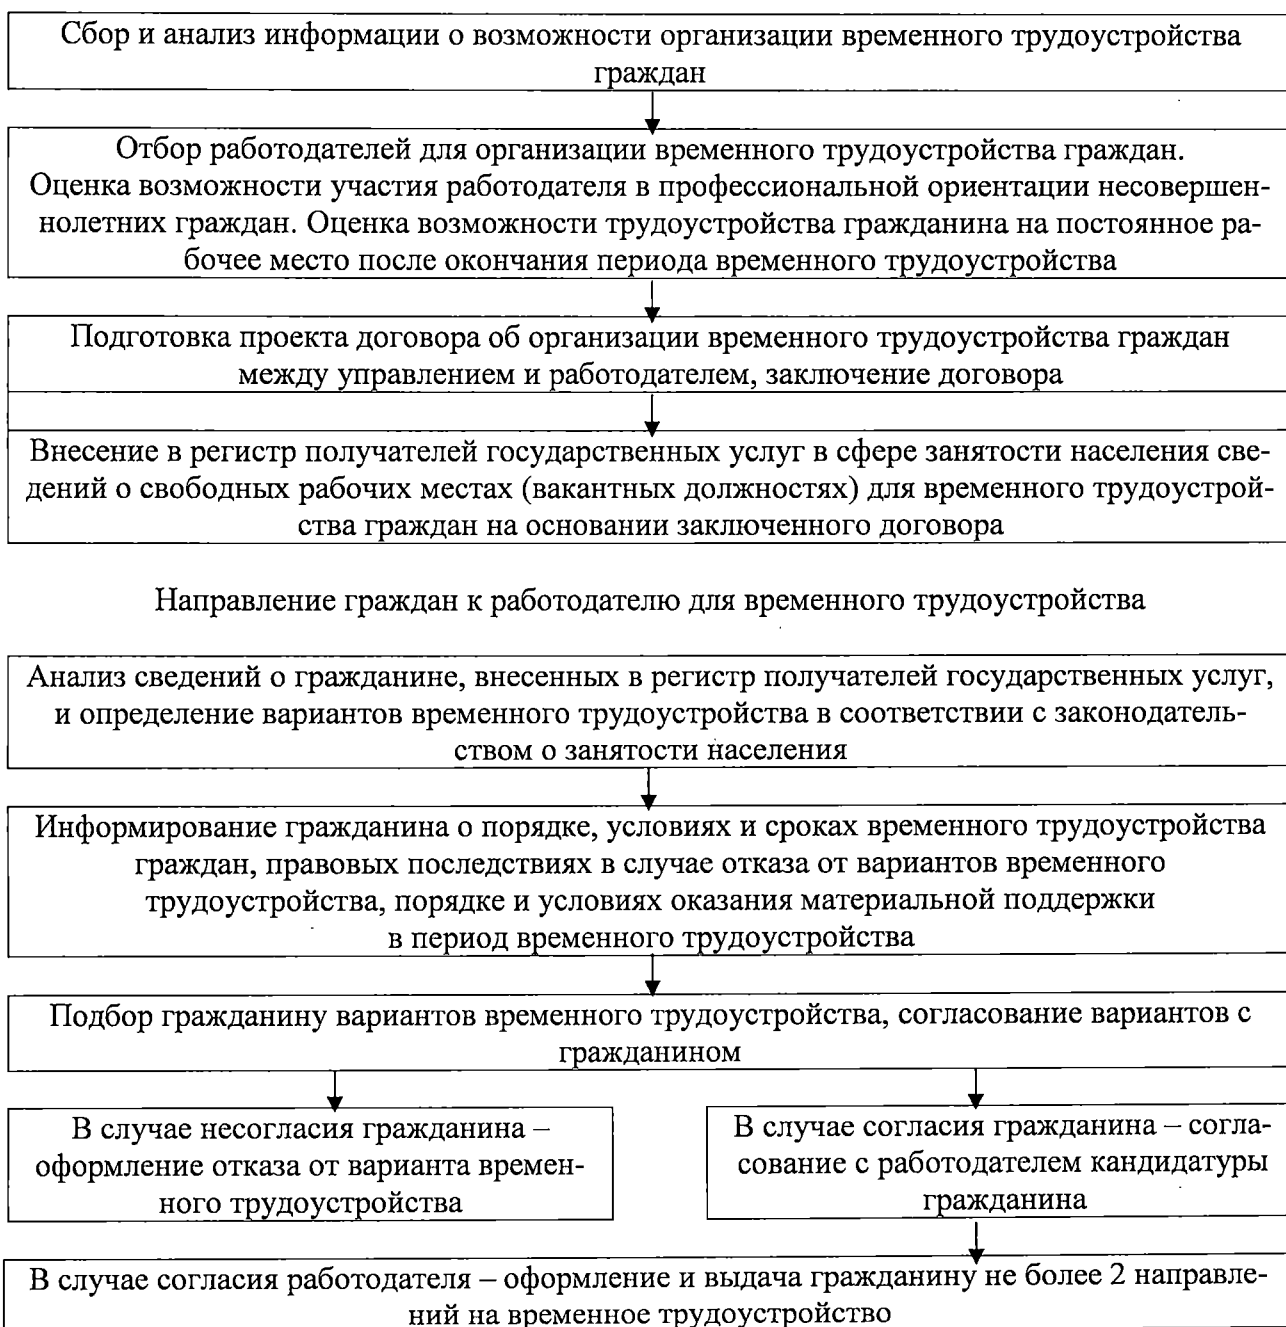 Сбор и анализ информации о возможности организации временного трудоустройства
граждан
Отбор работодателей для организации временного трудоустройства граждан.
Оценка возможности участия работодателя в профессиональной ориентации несовершен-
нолетних граждан. Оценка возможности трудоустройства гражданина на постоянное ра-
бочее место после окончания периода временного трудоустройства
Подготовка проекта договора об организации временного трудоустройства граждан
между управлением и работодателем, заключение договора
Внесение в регистр получателей государственных услуг в сфере занятости населения све-
дений о свободных рабочих местах (вакантных должностях) для временного трудоустрой-
ства граждан на основании заключенного договора
Направление граждан к работодателю для временного трудоустройства
Анализ сведений о гражданине, внесенных в регистр получателей государственных услуг,
и определение вариантов временного трудоустройства в соответствии с законодатель-
ством о занятости населения
Информирование гражданина о порядке, условиях и сроках временного трудоустройства
граждан, правовых последствиях в случае отказа от вариантов временного
трудоустройства, порядке и условиях оказания материальной поддержки
в период временного трудоустройства
Подбор гражданину вариантов временного трудоустройства, согласование вариантов с
гражданином
В случае несогласия гражданина –
оформление отказа от варианта времен-
ного трудоустройства
В случае согласия гражданина – согла-
сование с работодателем кандидатуры
гражданина
В случае согласия работодателя – оформление и выдача гражданину не более 2 направле-
ний на временное трудоустройство